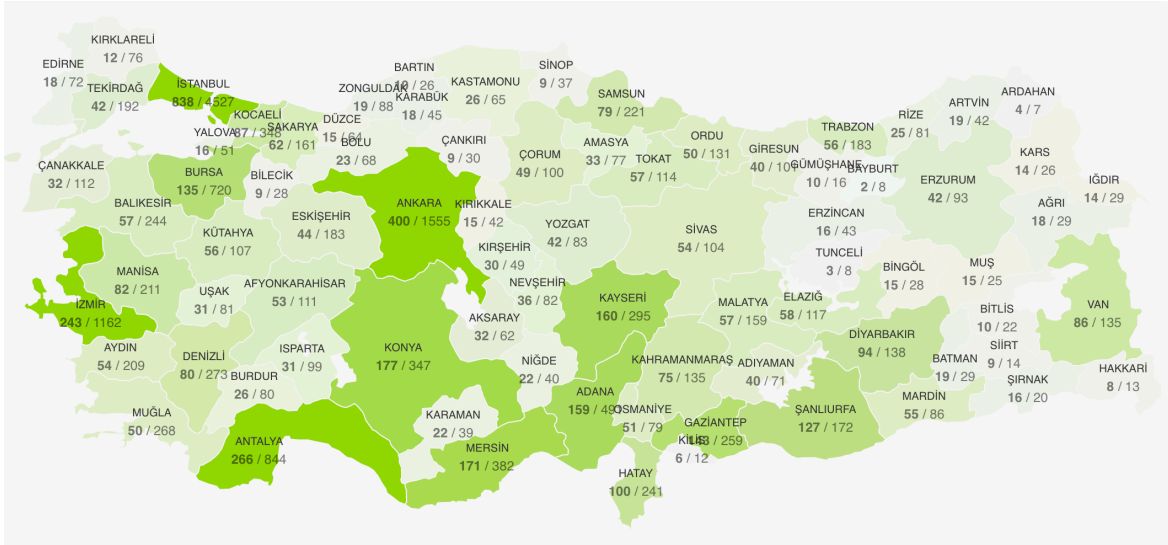 KIRKLARELİ
12 / 76
EDİRNE
18 / 72
TEKİRDAĞ
42 / 192
İSTANBUL
838 / 4527
KOCAELİ
87 / 348
YALOVA
16 / 51
SAKARYA
62 / 161
DÜZCE
15 / 64
ZONGULDAK
19 / 88
BARTIN
10 / 26
KARABÜK
18 / 45
KASTAMONU
26 / 65
SİNOP
9 / 37
SAMSUN
79 / 221
BOLU
23 / 68
ÇANKIRI
9 / 30
ÇORUM
49 / 100
AMASYA
33 / 77
TOKAT
57 / 114
ORDU
50 / 131
GİRESUN
40 / 101
TRABZON
56 / 183
RİZE
25 / 81
ARTVİN
19 / 42
ARDAHAN
4 / 7
KARS
14 / 26
IĞDIR
14 / 29
GÜMÜŞHANE
10 / 16
BAYBURT
2 / 8
ERZURUM
42 / 93
AĞRI
18 / 29
ÇANAKKALE
32 / 112
BURSA
135 / 720
BİLECİK
9 / 28
BALIKESİR
57 / 244
KÜTAHYA
56 / 107
ESKİŞEHİR
44 / 183
ANKARA
400 / 1555
KIRIKKALE
15 / 42
KIRŞEHİR
30 / 49
YOZGAT
42 / 83
SİVAS
54 / 104
ERZİNCAN
16 / 43
TUNCELİ
3 / 8
BİNGÖL
15 / 28
MUŞ
15 / 25
BİTLİS
10 / 22
VAN
86 / 135
MANİSA
82 / 211
UŞAK
31 / 81
AFYONKARAHİSAR
53 / 111
İZMİR
243 / 1162
AYDIN
54 / 209
DENİZLİ
80 / 273
BURDUR
26 / 80
ISPARTA
31 / 99
KONYA
177 / 347
AKSARAY
32 / 62
NEVŞEHİR
36 / 82
NİĞDE
22 / 40
KAYSERİ
160 / 295
MALATYA
57 / 159
ELAZIĞ
58 / 117
DİYARBAKIR
94 / 138
BATMAN
19 / 29
SİİRT
9 / 14
ŞIRNAK
16 / 20
HAKKARİ
8 / 13
MUĞLA
50 / 268
ANTALYA
266 / 844
KARAMAN
22 / 39
MERSİN
171 / 382
ADANA
159 / 491
KAHRAMANMARAŞ
75 / 135
OSMANİYE
51 / 79
ADIYAMAN
40 / 71
GAZİANTEP
143 / 259
KİLİS
6 / 12
ŞANLIURFA
127 / 172
MARDİN
55 / 86
HATAY
100 / 241